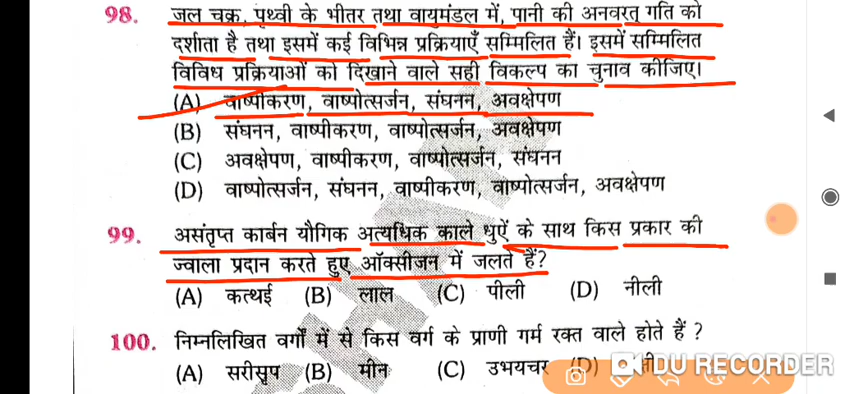 98. जल चक्र, पृथ्वी के भीतर तथा वायुमंडल में, पानी की अनवरत् गति को
दर्शाता है तथा इसमें कई विभिन्न प्रक्रियाएँ सम्मिलित हैं। इसमें सम्मिलित
विविध प्रक्रियाओं को दिखाने वाले सही विकल्प का चुनाव कीजिए।
(A) वाष्पीकरण, वाष्पोत्सर्जन, संघनन, अवक्षेपण
(B) संघनन, वाष्पीकरण, वाष्पोत्सर्जन, अवक्षेपण
(C) अवक्षेपण, वाष्पीकरण, वाष्पोत्सर्जन, संघनन
(D) वाष्पोत्सर्जन, संघनन, वाष्पीकरण, वाष्पोत्सर्जन, अवक्षेपण
99. असंतृप्त कार्बन यौगिक अत्यधिक काले धुऐं के साथ किस प्रकार की
ज्वाला प्रदान करते हुए ऑक्सीजन में जलते हैं?
(A) कत्थई (B) लाल (C) पीली (D) नीली
100. निम्नलिखित वर्गों में से किस वर्ग के प्राणी गर्म रक्त वाले होते हैं ?
(A) सरीसृप (B) मीन (C) उभयचर (D)
DU RECORDER